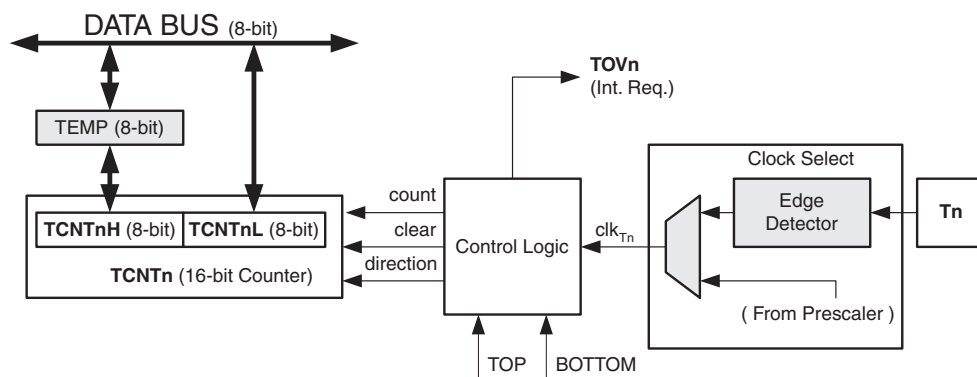 DATA BUS (8-bit)
TOVn
(Int. Req.)
TEMP (8-bit)
Clock Select
count
Edge
Detector
Tn
TCNTnH (8-bit) TCNTnL (8-bit)
clear
Control Logic
clkTn
TCNTn (16-bit Counter)
direction
( From Prescaler )
TOP
BOTTOM